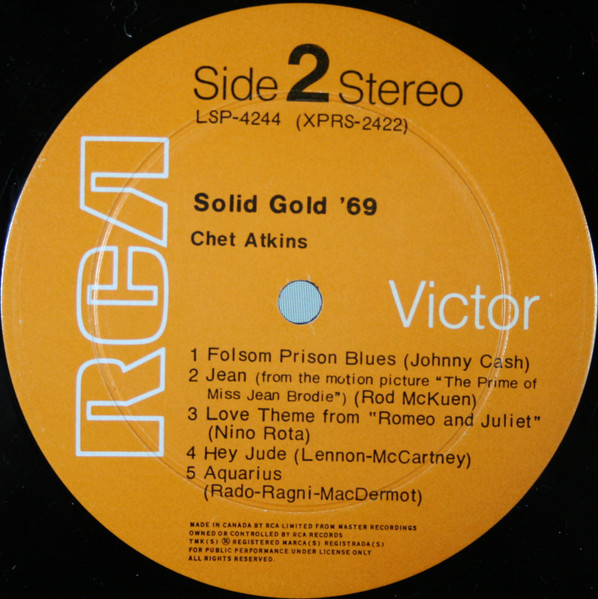 Side 2 Stereo
LSP-4244 (XPRS-2422)
RCA
Solid Gold ’69
Chet Atkins
Victor
1 Folsom Prison Blues (Johnny Cash)
2 Jean (from the motion picture “The Prime of
Miss Jean Brodie”) (Rod McKuen)
3 Love Theme from "Romeo and Juliet"
(Nino Rota)
4 Hey Jude (Lennon-McCartney)
5 Aquarius
(Rado-Ragni-MacDermot)
MADE IN CANADA BY RCA LIMITED FROM MASTER RECORDINGS
OWNED OR CONTROLLED BY RCA RECORDS
TMK(S) ® REGISTERED MARCA(S) REGISTRADA(S)
FOR PUBLIC PERFORMANCE UNDER LICENSE ONLY
ALL RIGHTS RESERVED.